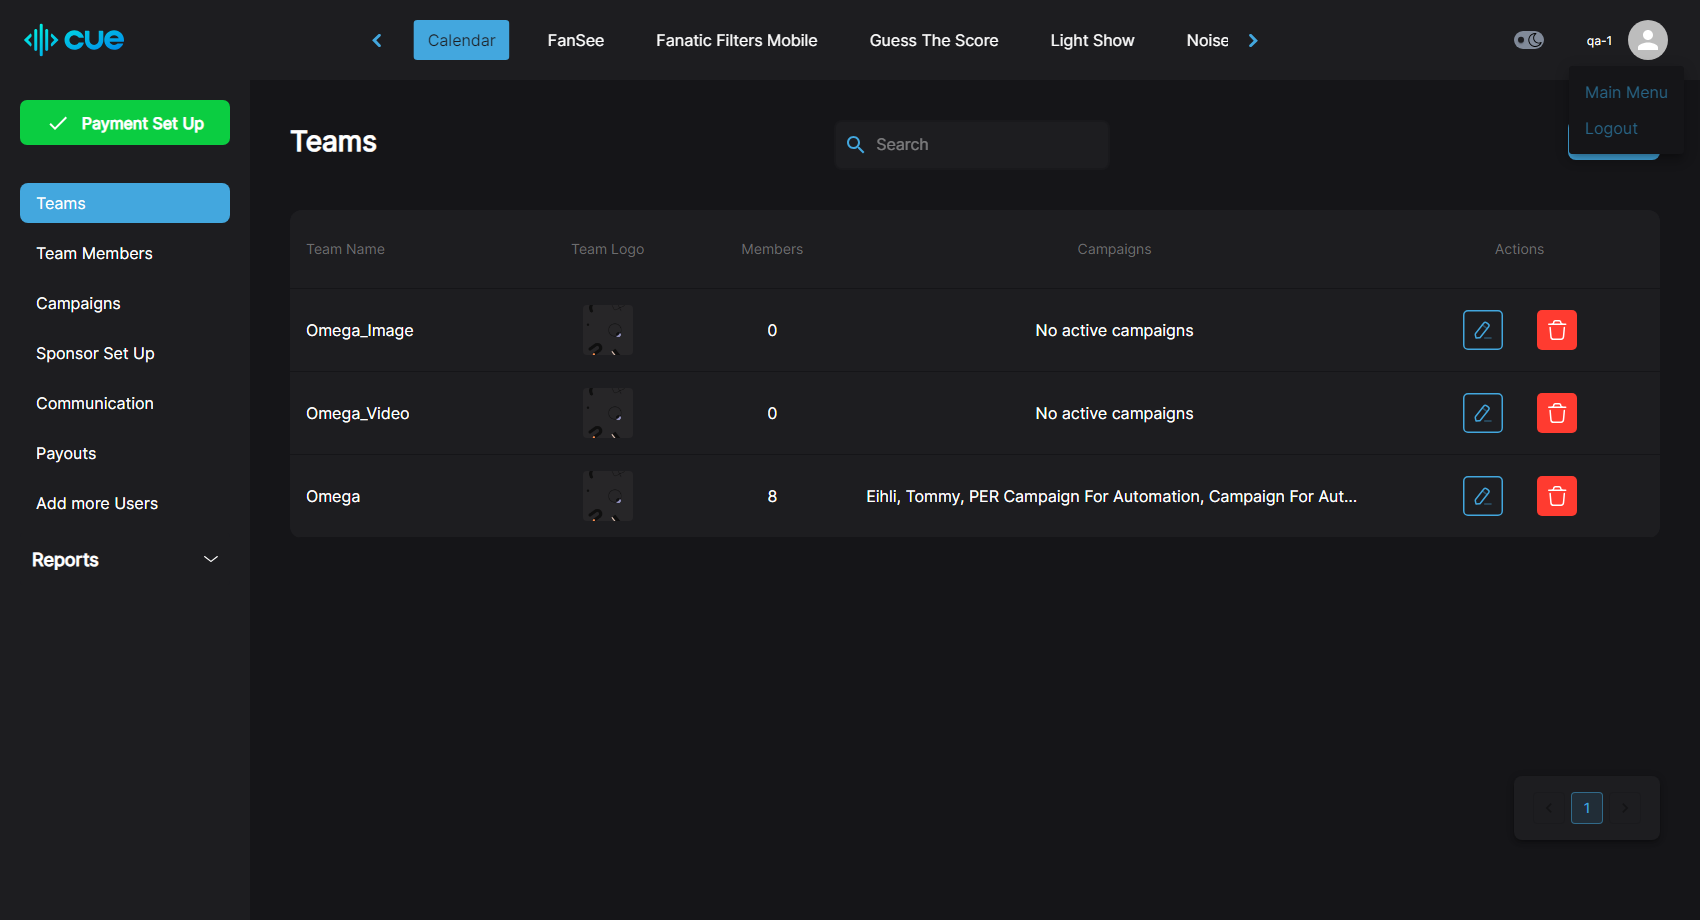 cue
Calendar FanSee Fanatic Filters Mobile Guess The Score Light Show Noise
qa-1
Main Menu
Logout
Payment Set Up
Teams
Team Members
Campaigns
Sponsor Set Up
Communication
Payouts
Add more Users
Reports
Teams
Search
Team Name Team Logo Members Campaigns Actions
Omega_Image 0 No active campaigns
Omega_Video 0 No active campaigns
Omega 8 Eihli, Tommy, PER Campaign For Automation, Campaign For Aut...
1